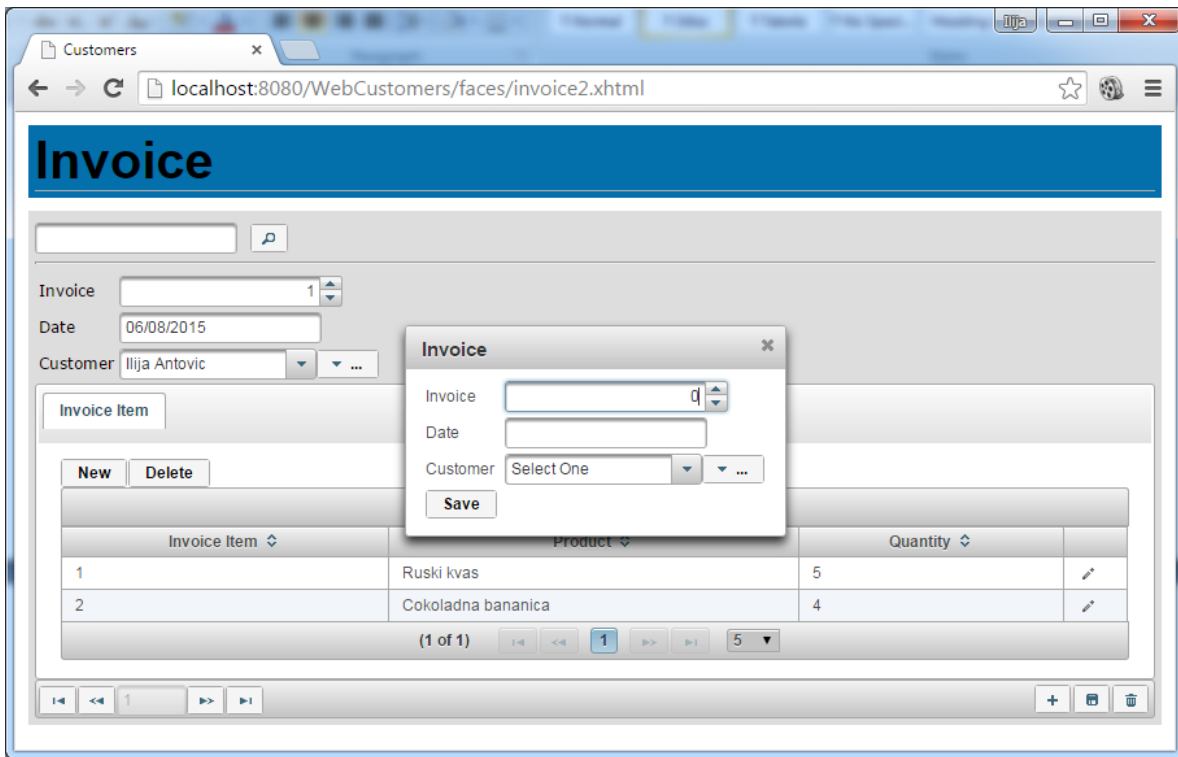 Ilija
Customers
localhost:8080/WebCustomers/faces/invoice2.xhtml
Invoice
Invoice 1
Date 06/08/2015
Customer Ilija Antovic ...
Invoice
Invoice 0
Date
Customer Select One ...
Save
Invoice Item
New Delete
Invoice Item Product Quantity
1 Ruski kvas 5
2 Cokoladna bananica 4
(1 of 1) 1 5
1